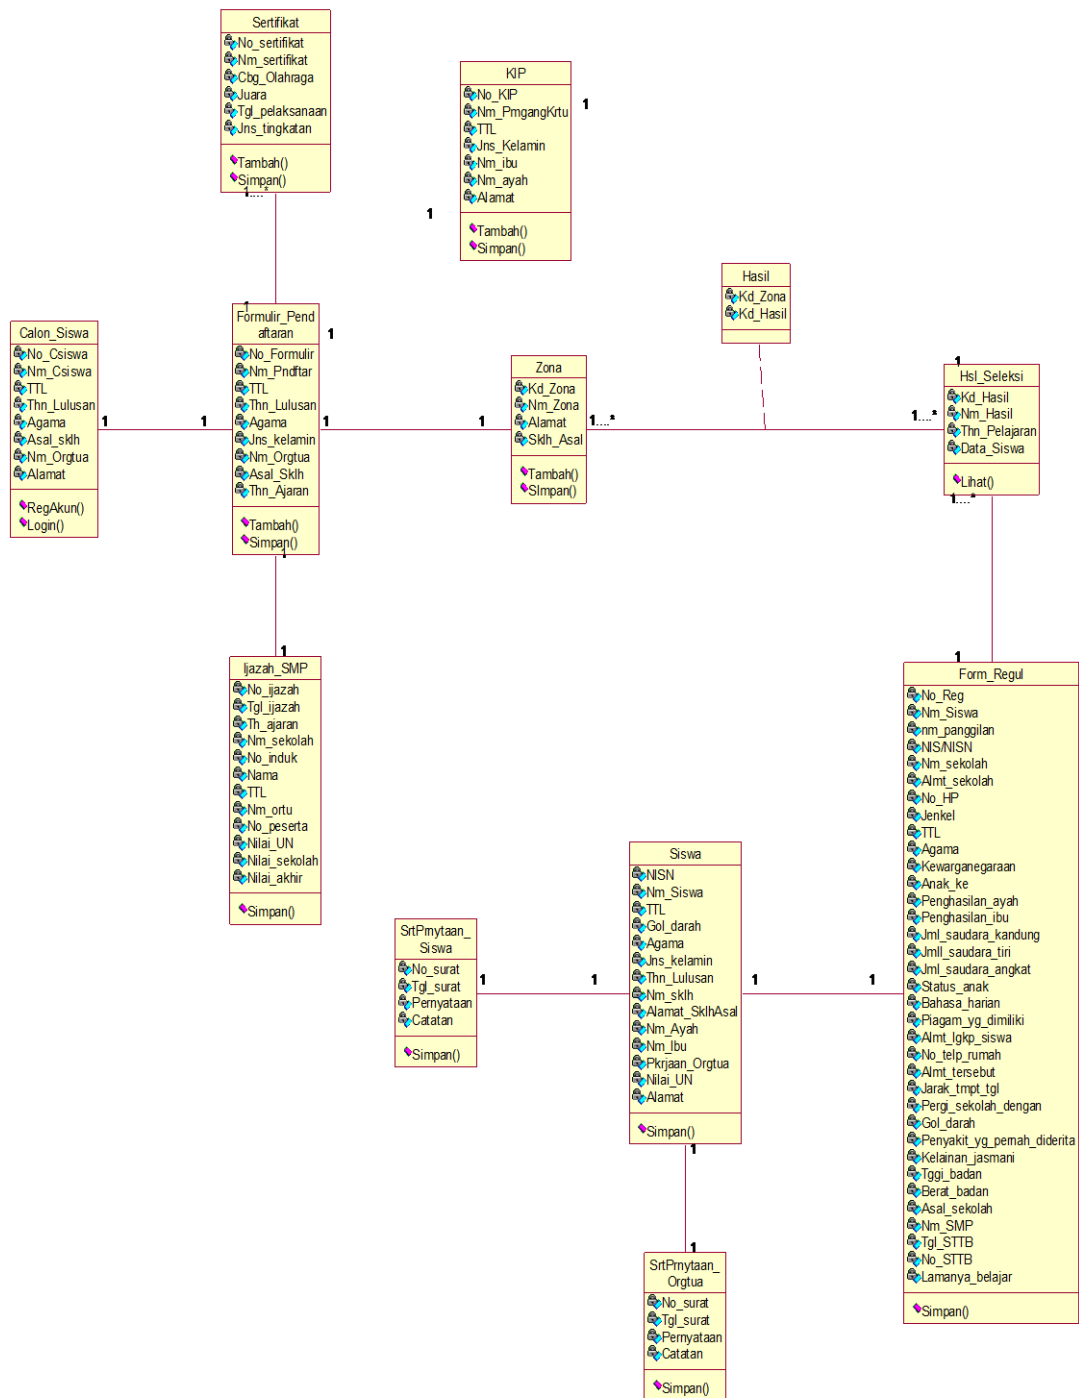 Sertifikat
No_sertifikat
Nm_sertifikat
Cbg_Olahraga
Juara
Tgl_pelaksanaan
Jns_tingkatan
Tambah()
Simpan()
1....*
KIP
No_KIP
Nm_PmgangKrtu
TTL
Jns_Kelamin
Nm_ibu
Nm_ayah
Alamat
Tambah()
Simpan()
1
1
Hasil
Kd_Zona
Kd_Hasil
1
Formulir_Pend
aftaran
No_Formulir
Nm_Pndftar
TTL
Thn_Lulusan
Agama
Jns_kelamin
Nm_Orgtua
Asal_Sklh
Thn_Ajaran
Tambah()
Simpan()
1
1
Calon_Siswa
No_Csiswa
Nm_Csiswa
TTL
Thn_Lulusan
Agama
Asal_sklh
Nm_Orgtua
Alamat
RegAkun()
Login()
1
1
1
1
Zona
Kd_Zona
Nm_Zona
Alamat
Sklh_Asal
Tambah()
SImpan()
1....*
1....*
1
Hsl_Seleksi
Kd_Hasil
Nm_Hasil
Thn_Pelajaran
Data_Siswa
Lihat()
1....*
1
Ijazah_SMP
No_ijazah
Tgl_ijazah
Th_ajaran
Nm_sekolah
No_induk
Nama
TTL
Nm_ortu
No_peserta
Nilai_UN
Nilai_sekolah
Nilai_akhir
Simpan()
1
Form_Regul
No_Reg
Nm_Siswa
nm_panggilan
NIS/NISN
Nm_sekolah
Almt_sekolah
No_HP
Jenkel
TTL
Agama
Kewarganegaraan
Anak_ke
Penghasilan_ayah
Penghasilan_ibu
Jml_saudara_kandung
Jmll_saudara_tiri
Jml_saudara_angkat
Status_anak
Bahasa_harian
Piagam_yg_dimiliki
Almt_lgkp_siswa
No_telp_rumah
Almt_tersebut
Jarak_tmpt_tgl
Pergi_sekolah_dengan
Gol_darah
Penyakit_yg_pernah_diderita
Kelainan_jasmani
Tggi_badan
Berat_badan
Asal_sekolah
Nm_SMP
Tgl_STTB
No_STTB
Lamanya_belajar
Simpan()
Siswa
NISN
Nm_Siswa
TTL
Gol_darah
Agama
Jns_kelamin
Thn_Lulusan
Nm_sklh
Alamat_SklhAsal
Nm_Ayah
Nm_Ibu
Pkrjaan_Orgtua
Nilai_UN
Alamat
Simpan()
1
1
1
1
SrtPrnytaan_
Siswa
No_surat
Tgl_surat
Pernyataan
Catatan
Simpan()
1
1
SrtPrnytaan_
Orgtua
No_surat
Tgl_surat
Pernyataan
Catatan
Simpan()